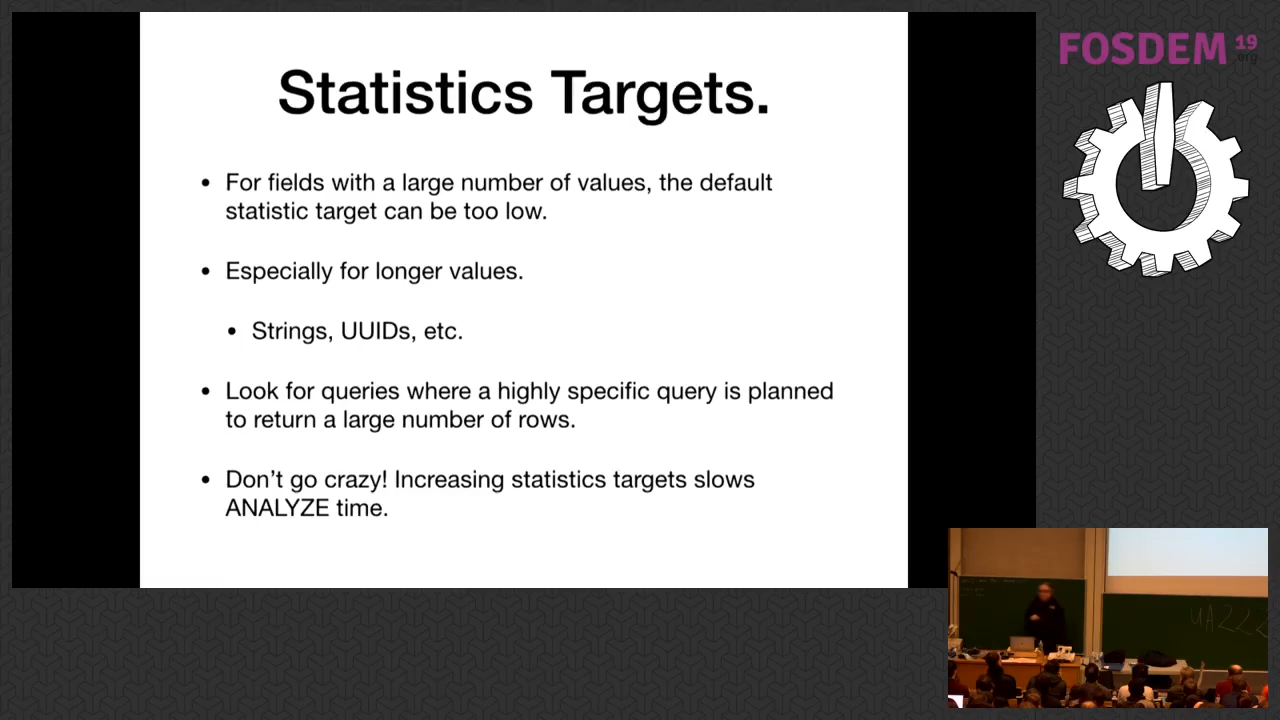 Statistics Targets.
• For fields with a large number of values, the default
statistic target can be too low.
• Especially for longer values.
• Strings, UUIDs, etc.
• Look for queries where a highly specific query is planned
to return a large number of rows.
• Don’t go crazy! Increasing statistics targets slows
ANALYZE time.
FOSDEM 19
.org